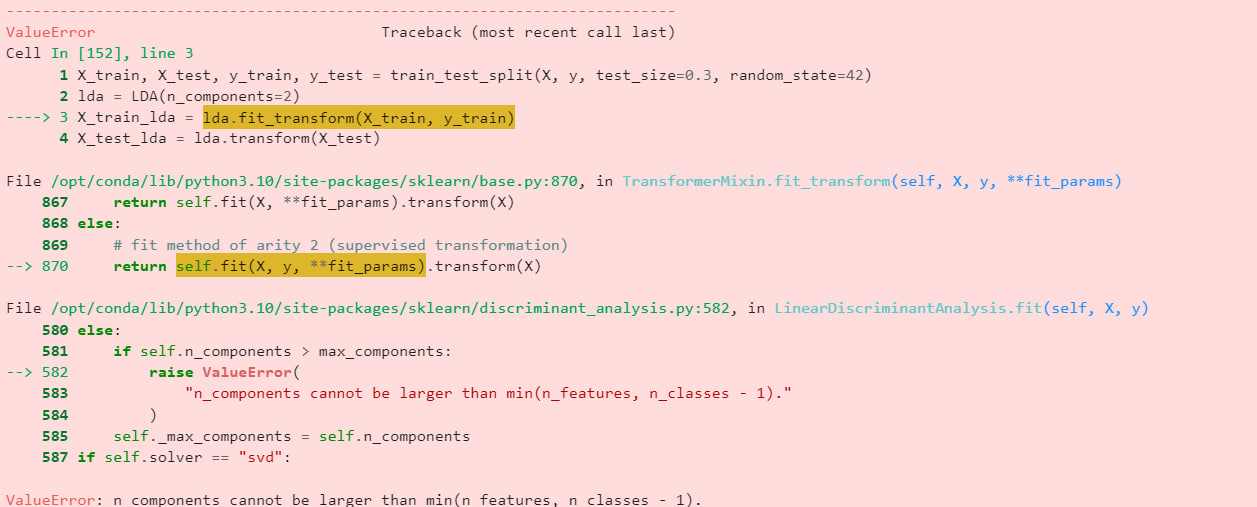 ---------------------------------------------------------------------------
ValueError                                Traceback (most recent call last)
Cell In [152], line 3
      1 X_train, X_test, y_train, y_test = train_test_split(X, y, test_size=0.3, random_state=42)
      2 lda = LDA(n_components=2)
----> 3 X_train_lda = lda.fit_transform(X_train, y_train)
      4 X_test_lda = lda.transform(X_test)
File /opt/conda/lib/python3.10/site-packages/sklearn/base.py:870, in TransformerMixin.fit_transform(self, X, y, **fit_params)
    867     return self.fit(X, **fit_params).transform(X)
    868 else:
    869     # fit method of arity 2 (supervised transformation)
--> 870     return self.fit(X, y, **fit_params).transform(X)
File /opt/conda/lib/python3.10/site-packages/sklearn/discriminant_analysis.py:582, in LinearDiscriminantAnalysis.fit(self, X, y)
    580 else:
    581     if self.n_components > max_components:
--> 582         raise ValueError(
    583             "n_components cannot be larger than min(n_features, n_classes - 1)."
    584         )
    585     self._max_components = self.n_components
    587 if self.solver == "svd":
ValueError: n_components cannot be larger than min(n_features, n_classes - 1).